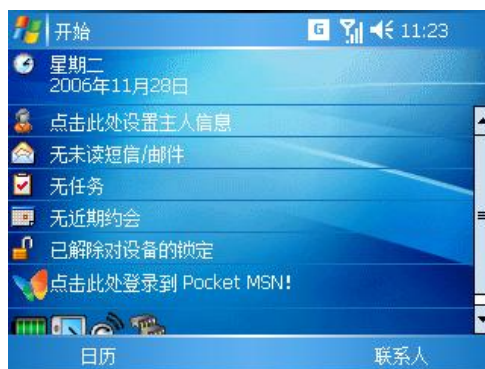 开始 G 11:23
星期二
2006年11月28日
点击此处设置主人信息
无未读短信/邮件
无任务
无近期约会
已解除对设备的锁定
点击此处登录到 Pocket MSN!
日历 联系人